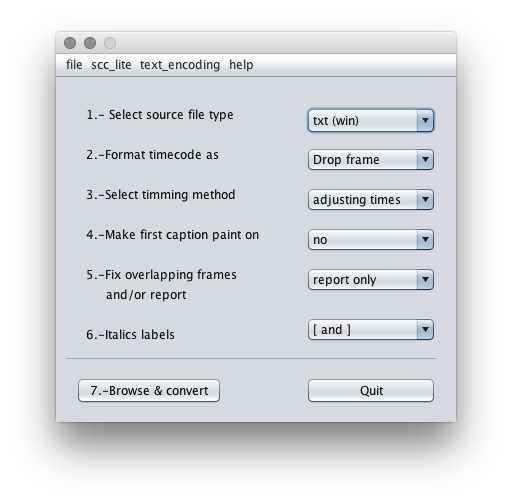 file scc_lite text_encoding help
1.- Select source file type txt (win)
2.-Format timecode as Drop frame
3.-Select timming method adjusting times
4.-Make first caption paint on no
5.-Fix overlapping frames report only
and/or report
6.-Italics labels [ and ]
7.-Browse & convert Quit